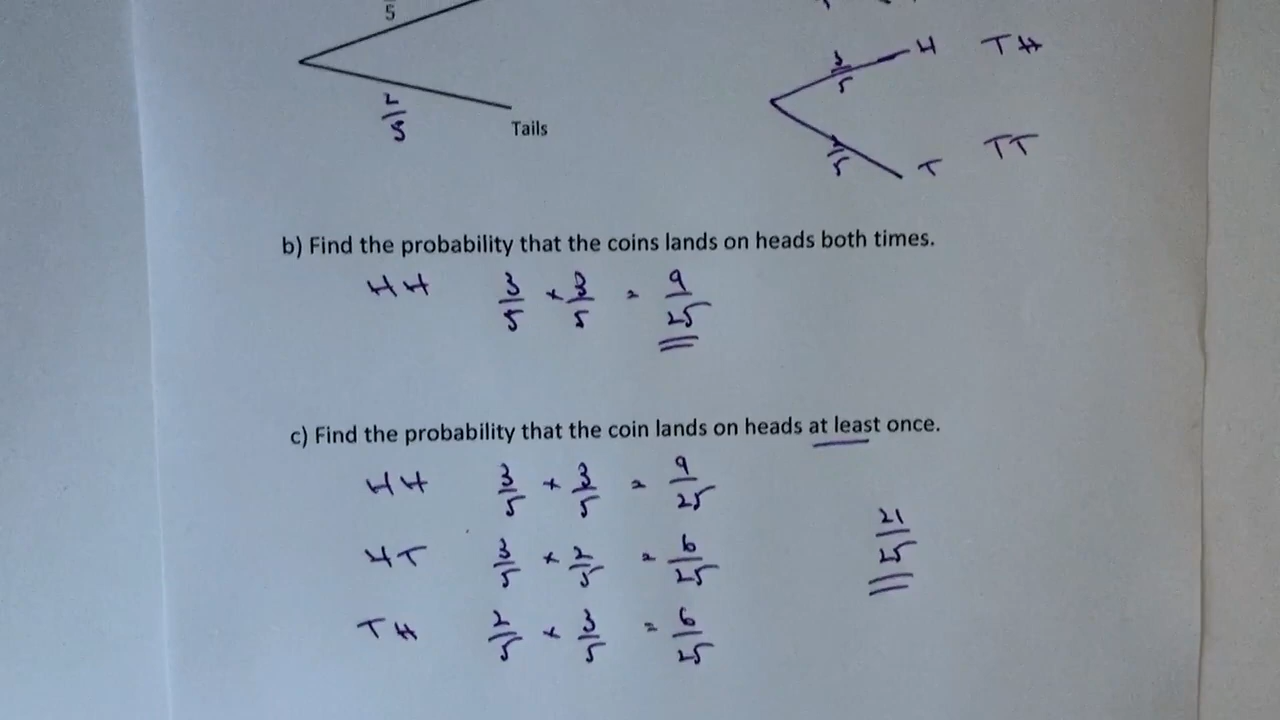 5
2/5
Tails
3/5 H TH
2/5 T TT
b) Find the probability that the coins lands on heads both times.
HH 3/5 × 3/5 = 9/25
c) Find the probability that the coin lands on heads at least once.
HH 3/5 × 3/5 = 9/25
HT 3/5 × 2/5 = 6/25
TH 2/5 × 3/5 = 6/25
21/25